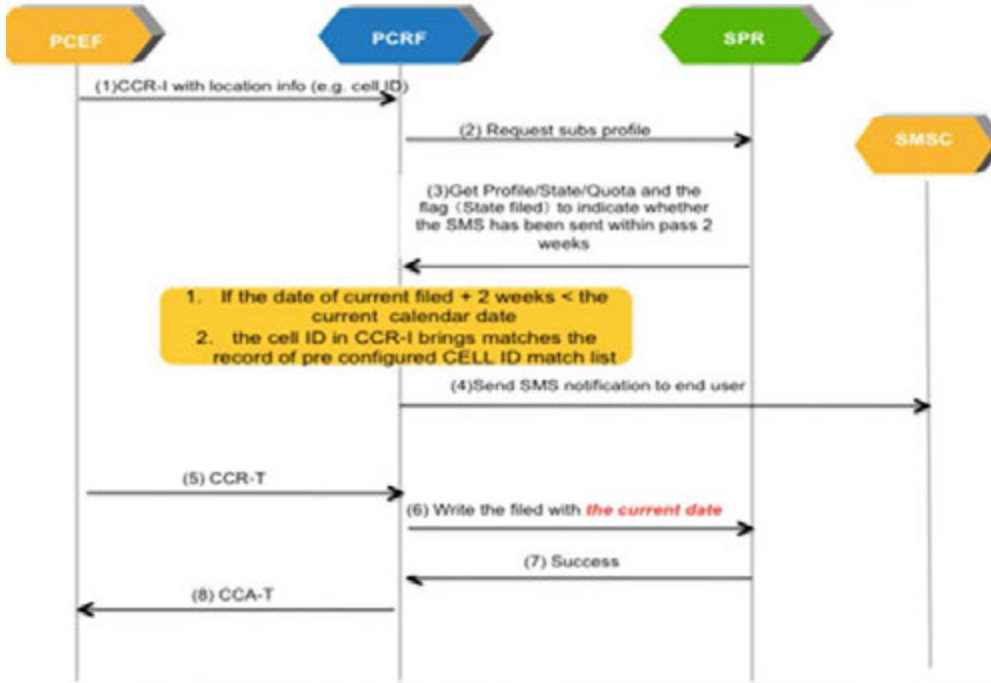 PCEF
PCRF
SPR
(1)CCR-I with location info (e.g. cell ID)
(2) Request subs profile
SMSC
(3)Get Profile/State/Quota and the
flag (State filed) to indicate whether
the SMS has been sent within pass 2
weeks
1. If the date of current filed + 2 weeks < the
current calendar date
2. the cell ID in CCR-I brings matches the
record of pre configured CELL ID match list
(4)Send SMS notification to end user
(5) CCR-T
(6) Write the filed with the current date
(7) Success
(8) CCA-T